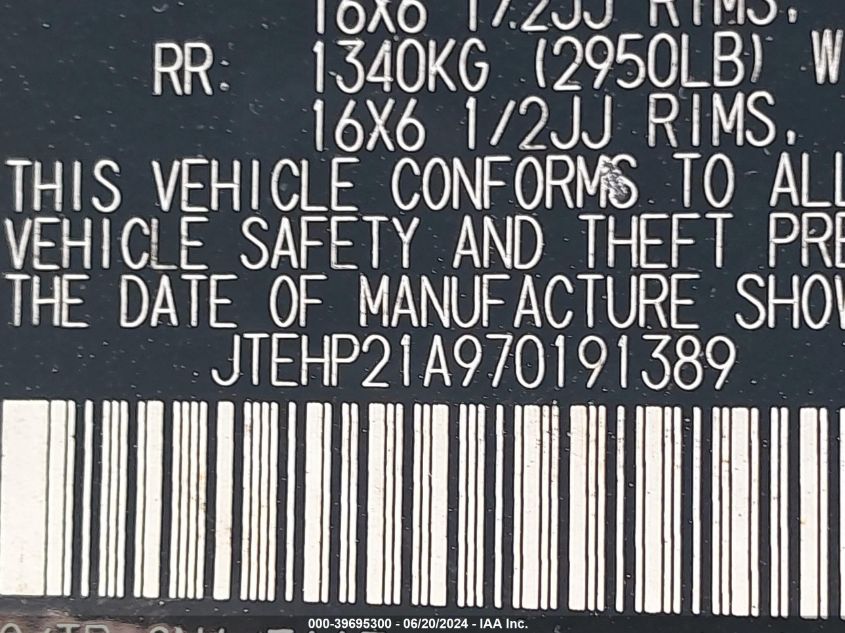 16X6 1/2JJ RIMS,
RR: 1340KG (2950LB) W
16X6 1/2JJ RIMS,
THIS VEHICLE CONFORMS TO ALL
VEHICLE SAFETY AND THEFT PRE
THE DATE OF MANUFACTURE SHOW
JTEHP21A970191389
000-39695300 - 06/20/2024 - IAA Inc.